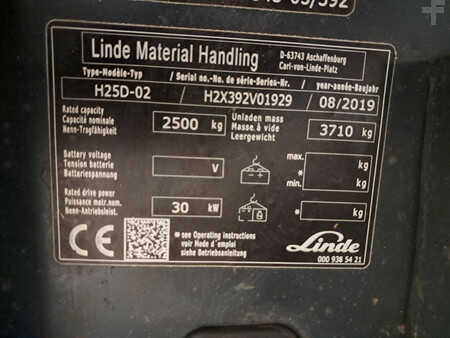 Linde Material Handling
D-63743 Aschaffenburg
Carl-von-Linde-Platz
Type-Modèle-Typ / Serial no.-No. de série-Serien-Nr. year-année-Baujahr
H25D-02 H2X392V01929 08/2019
Rated capacity
Capacité nominale
Nenn-Tragfähigkeit
2500 kg
Unladen mass
Masse à vide
Leergewicht
3710 kg
Battery voltage
Tension batterie
Batteriespannung
V
max. kg
*
min. kg
Rated drive power
Puissance motr.nom.
Nenn-Antriebsleist.
30 kW
* kg
CE
* see Operating instructions
voir Mode d'emploi
siehe Betriebsanleitung
Linde
000 938 54 21